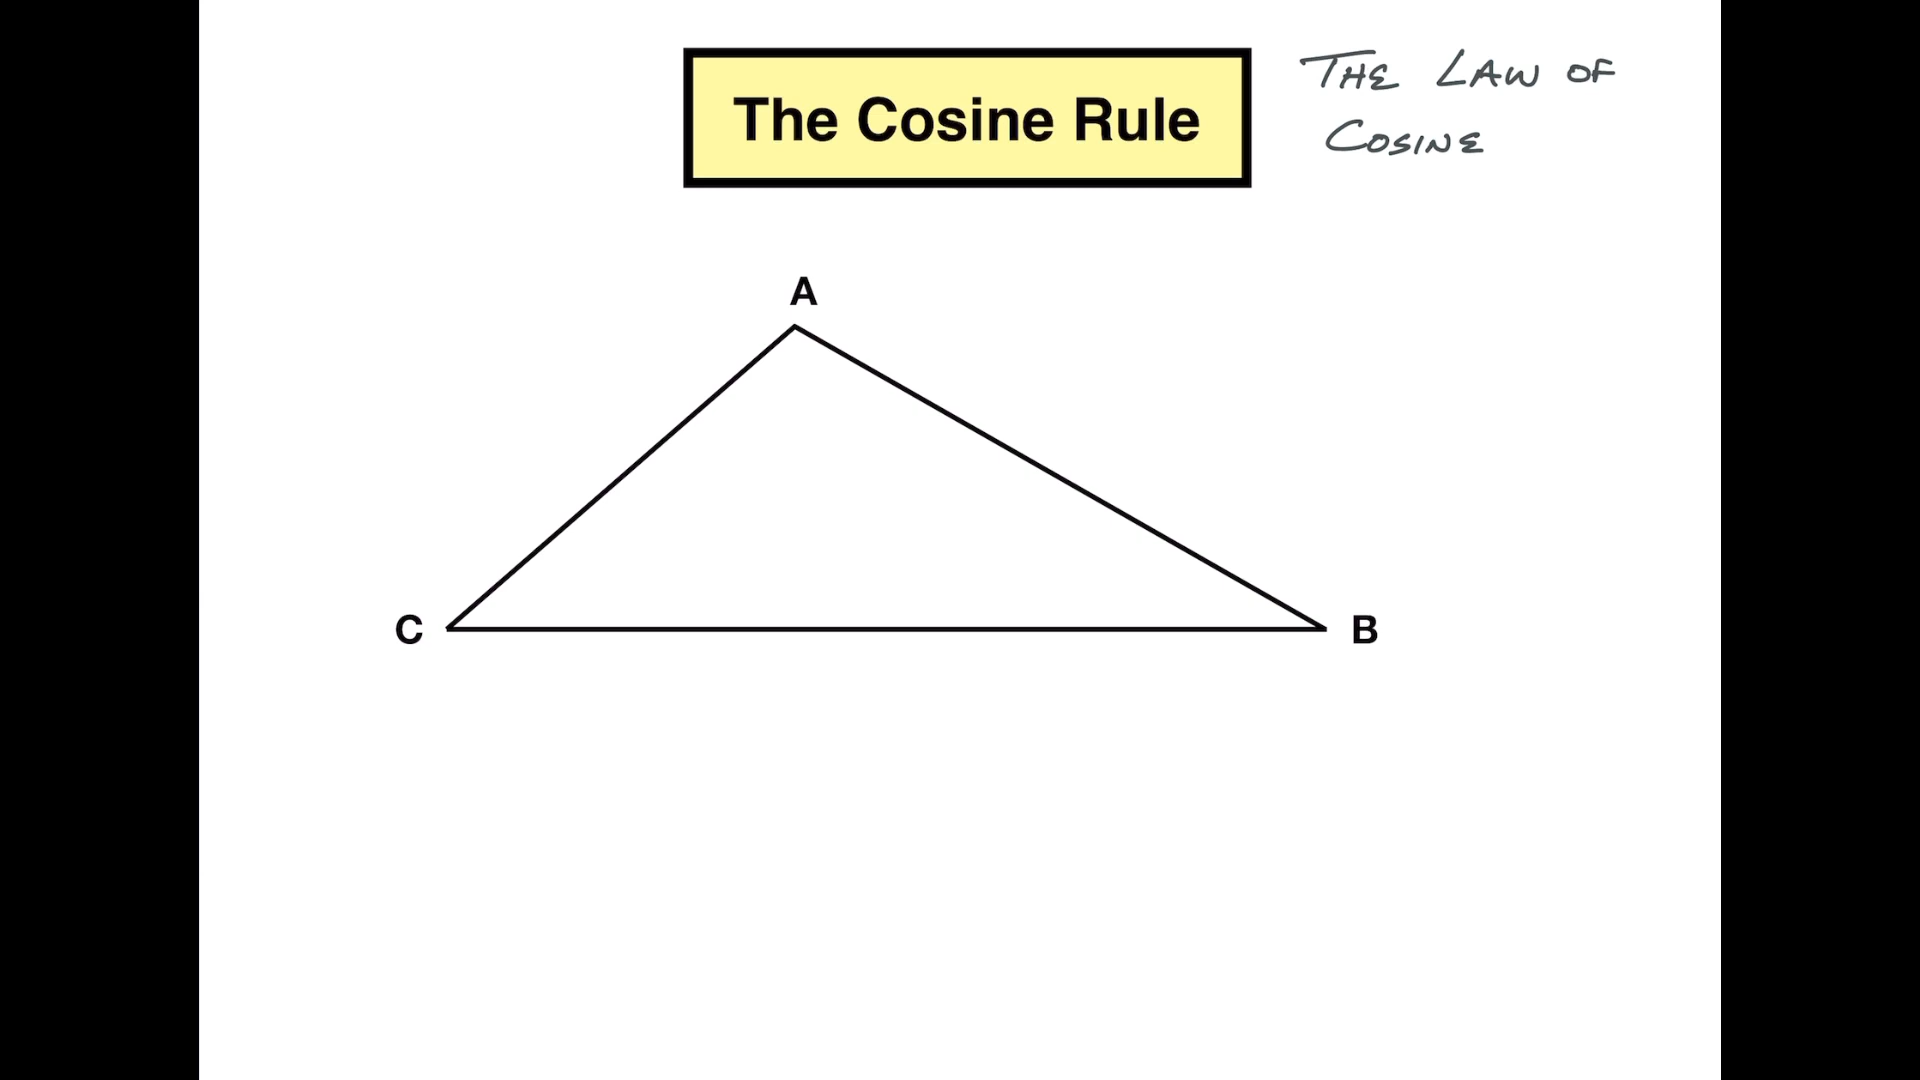 The Cosine Rule
THE LAW OF
COSINE
A
C
B